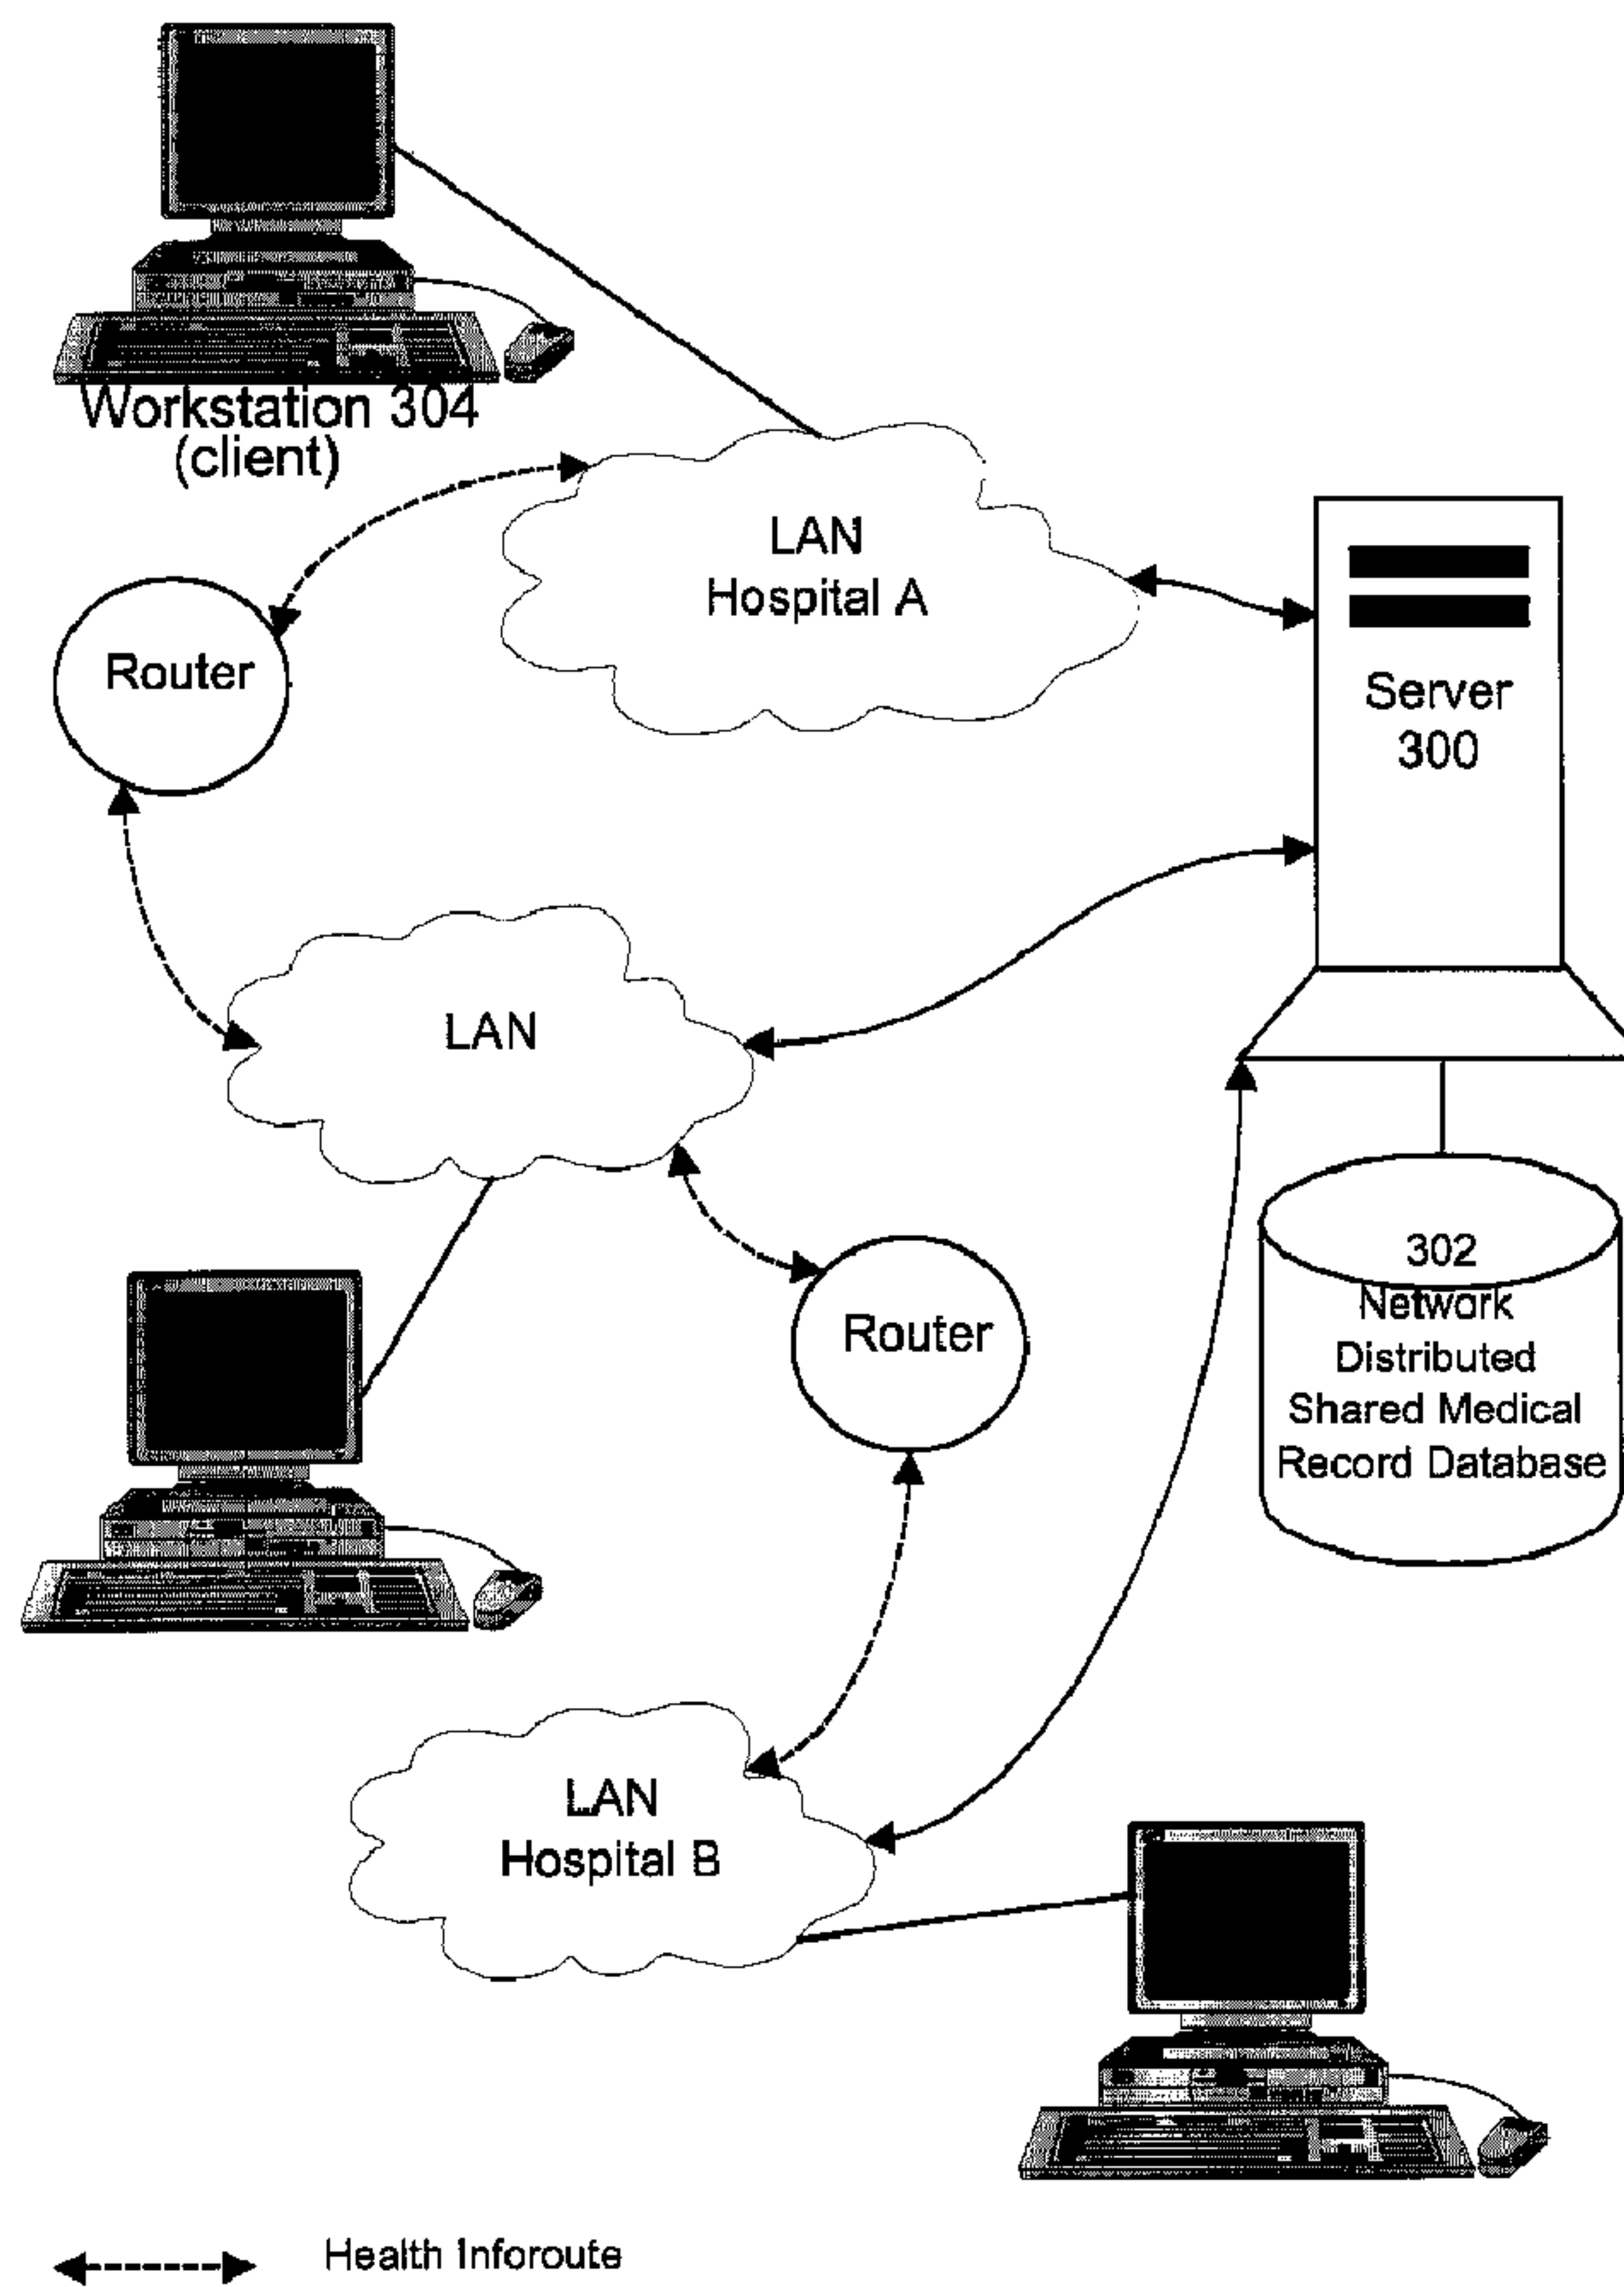 Workstation 304
(client)
LAN
Hospital A
Router
Server
300
LAN
302
Network
Distributed
Shared Medical
Record Database
Router
LAN
Hospital B
Health Inforoute